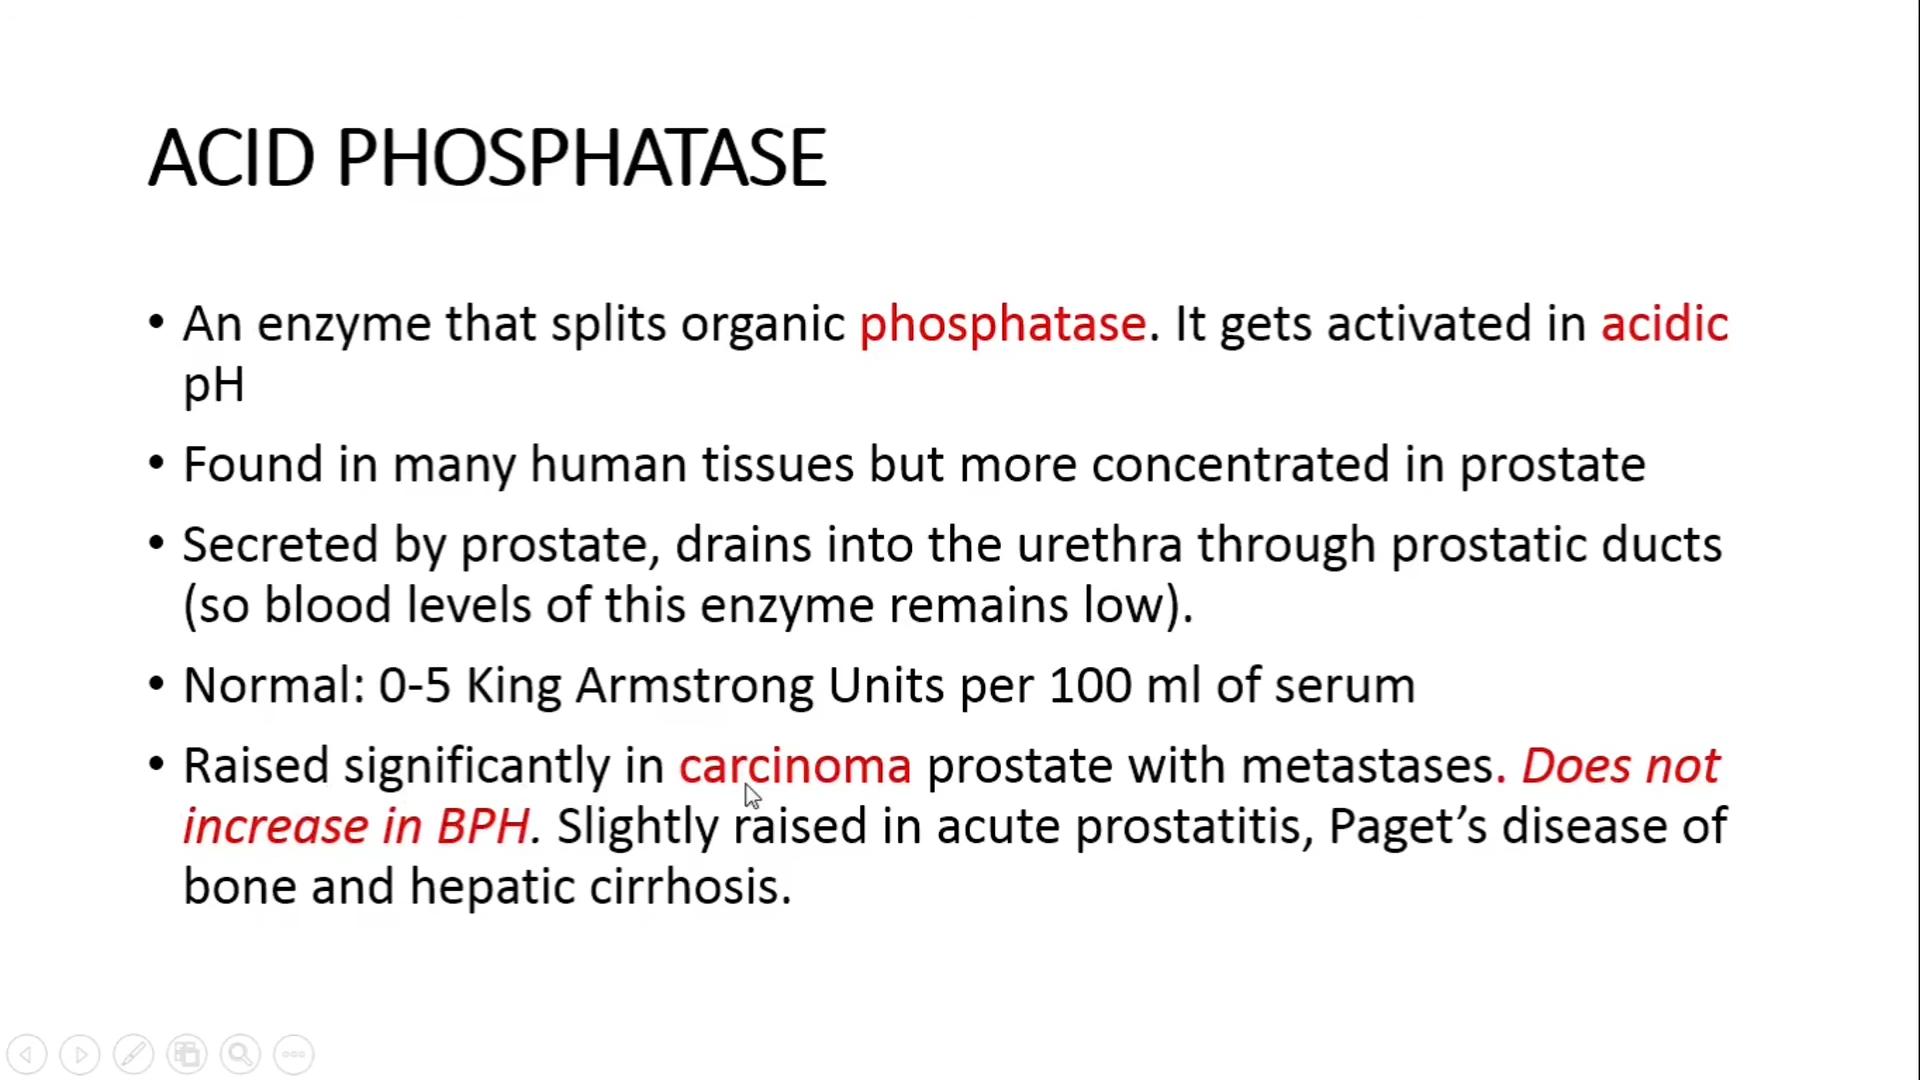 ACID PHOSPHATASE
• An enzyme that splits organic phosphatase. It gets activated in acidic
pH
• Found in many human tissues but more concentrated in prostate
• Secreted by prostate, drains into the urethra through prostatic ducts
(so blood levels of this enzyme remains low).
• Normal: 0-5 King Armstrong Units per 100 ml of serum
• Raised significantly in carcinoma prostate with metastases. Does not
increase in BPH. Slightly raised in acute prostatitis, Paget’s disease of
bone and hepatic cirrhosis.